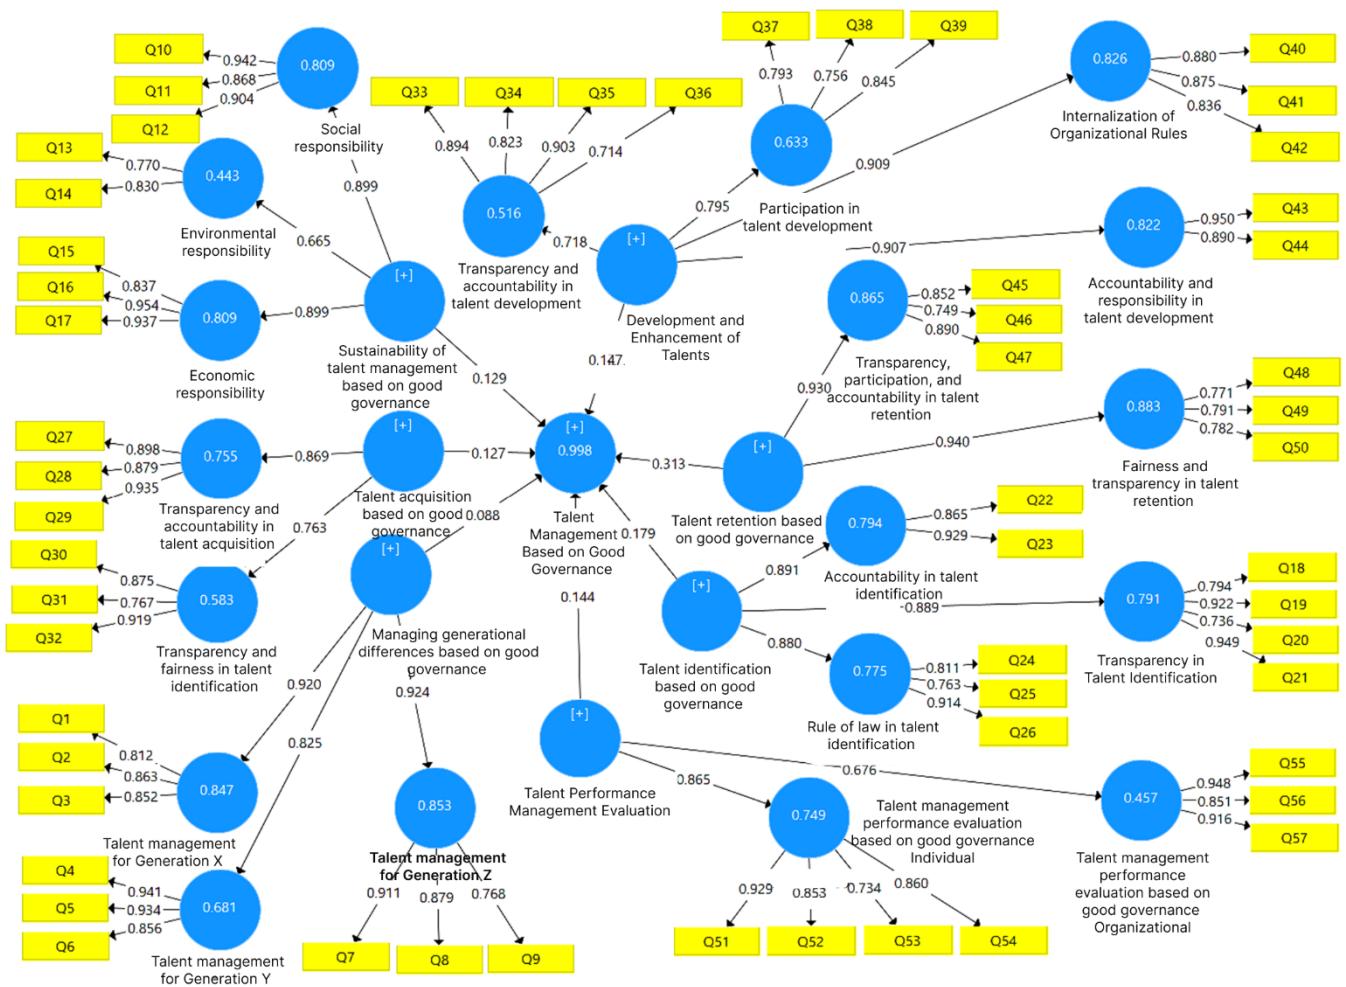 Q10
Q11
Q12
0.942
0.868
0.904
0.809
Social
responsibility
Q13
Q14
0.770
0.830
0.443
Environmental
responsibility
0.899
0.665
Q15
Q16
Q17
0.837
0.954
0.937
0.809
Economic
responsibility
0.899
[+]
Sustainability of
talent management
based on good
governance
0.129
Q33
Q34
Q35
Q36
0.894
0.823
0.903
0.714
0.516
Transparency and
accountability in
talent development
0.718
[+]
Development and
Enhancement of
Talents
0.147
Q37
Q38
Q39
0.793
0.756
0.845
0.633
Participation in
talent development
0.795
0.909
0.826
Internalization of
Organizational Rules
0.880
0.875
0.836
Q40
Q41
Q42
0.907
0.822
Accountability and
responsibility in
talent development
0.950
0.890
Q43
Q44
0.865
Transparency,
participation, and
accountability in talent
retention
0.852
0.749
0.890
Q45
Q46
Q47
0.930
0.940
0.883
Fairness and
transparency in talent
retention
0.771
0.791
0.782
Q48
Q49
Q50
[+]
Talent retention based
on good governance
0.313
[+]
0.998
Talent
Management
Based on Good
Governance
Q27
Q28
Q29
0.898
0.879
0.935
0.755
Transparency and
accountability in
talent acquisition
0.869
[+]
Talent acquisition
based on good
governance
0.127
0.763
Q30
Q31
Q32
0.875
0.767
0.919
0.583
Transparency and
fairness in talent
identification
[+]
Managing generational
differences based on good
governance
0.088
0.920
0.825
0.924
Q1
Q2
Q3
0.812
0.863
0.852
0.847
Talent management
for Generation X
Q4
Q5
Q6
0.941
0.934
0.856
0.681
Talent management
for Generation Y
0.853
Talent management
for Generation Z
0.911
0.879
0.768
Q7
Q8
Q9
0.179
[+]
Talent identification
based on good
governance
0.891
0.794
Accountability in talent
identification
0.865
0.929
Q22
Q23
0.889
0.791
Transparency in
Talent Identification
0.794
0.922
0.736
0.949
Q18
Q19
Q20
Q21
0.880
0.775
Rule of law in talent
identification
0.811
0.763
0.914
Q24
Q25
Q26
0.144
[+]
Talent Performance
Management Evaluation
0.865
0.676
0.749
Talent management
performance evaluation
based on good governance
Individual
0.929
0.853
0.734
0.860
Q51
Q52
Q53
Q54
0.457
Talent management
performance
evaluation based on
good governance
Organizational
0.948
0.851
0.916
Q55
Q56
Q57